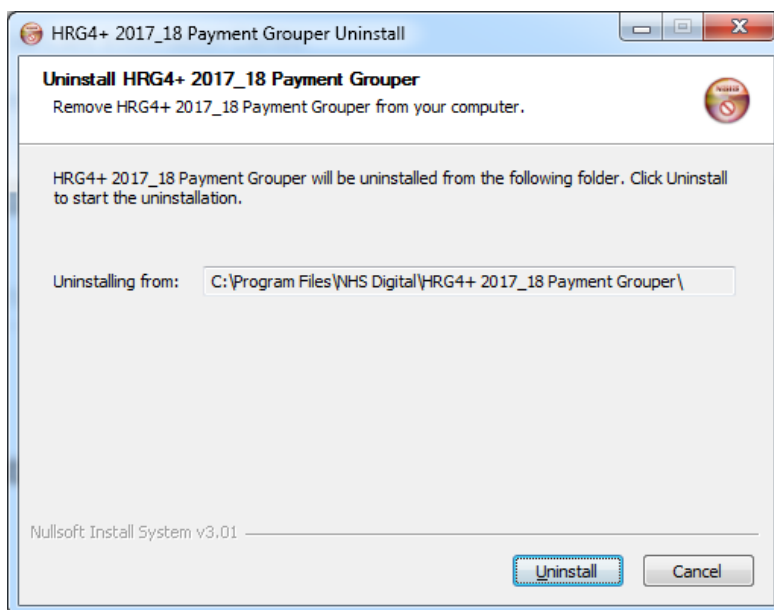 HRG4+ 2017_18 Payment Grouper Uninstall
Uninstall HRG4+ 2017_18 Payment Grouper
Remove HRG4+ 2017_18 Payment Grouper from your computer.
HRG4+ 2017_18 Payment Grouper will be uninstalled from the following folder. Click Uninstall
to start the uninstallation.
Uninstalling from: C:\Program Files\NHS Digital\HRG4+ 2017_18 Payment Grouper\
Nullsoft Install System v3.01
Uninstall Cancel